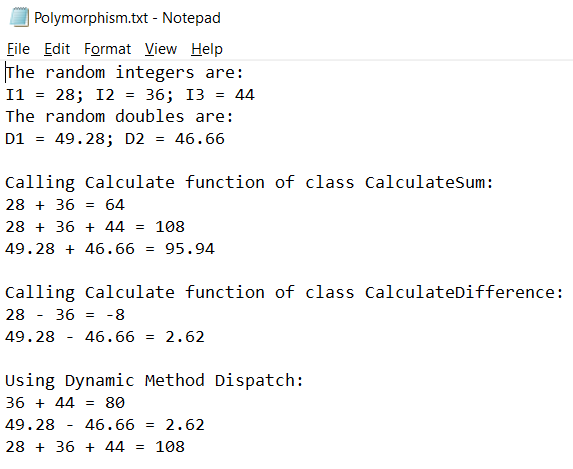 Polymorphism.txt - Notepad
File Edit Format View Help
The random integers are:
I1 = 28; I2 = 36; I3 = 44
The random doubles are:
D1 = 49.28; D2 = 46.66
Calling Calculate function of class CalculateSum:
28 + 36 = 64
28 + 36 + 44 = 108
49.28 + 46.66 = 95.94
Calling Calculate function of class CalculateDifference:
28 - 36 = -8
49.28 - 46.66 = 2.62
Using Dynamic Method Dispatch:
36 + 44 = 80
49.28 - 46.66 = 2.62
28 + 36 + 44 = 108